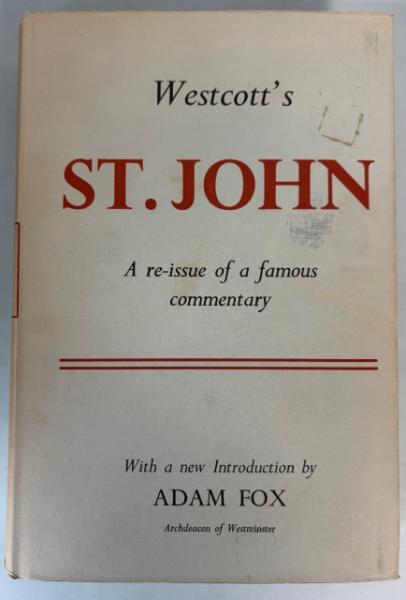 Westcott's
ST. JOHN
A re-issue of a famous
commentary
With a new Introduction by
ADAM FOX
Archdeacon of Westminster